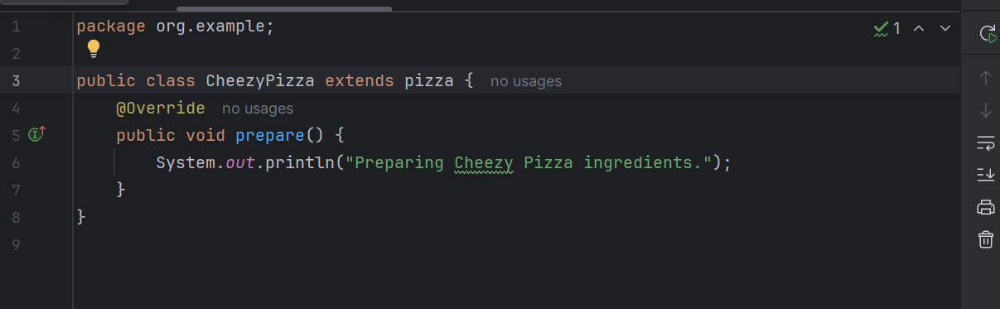 1 package org.example; 1
2
3 public class CheezyPizza extends pizza { no usages
4 @Override no usages
5 public void prepare() {
6 System.out.println("Preparing Cheezy Pizza ingredients.");
7 }
8 }
9